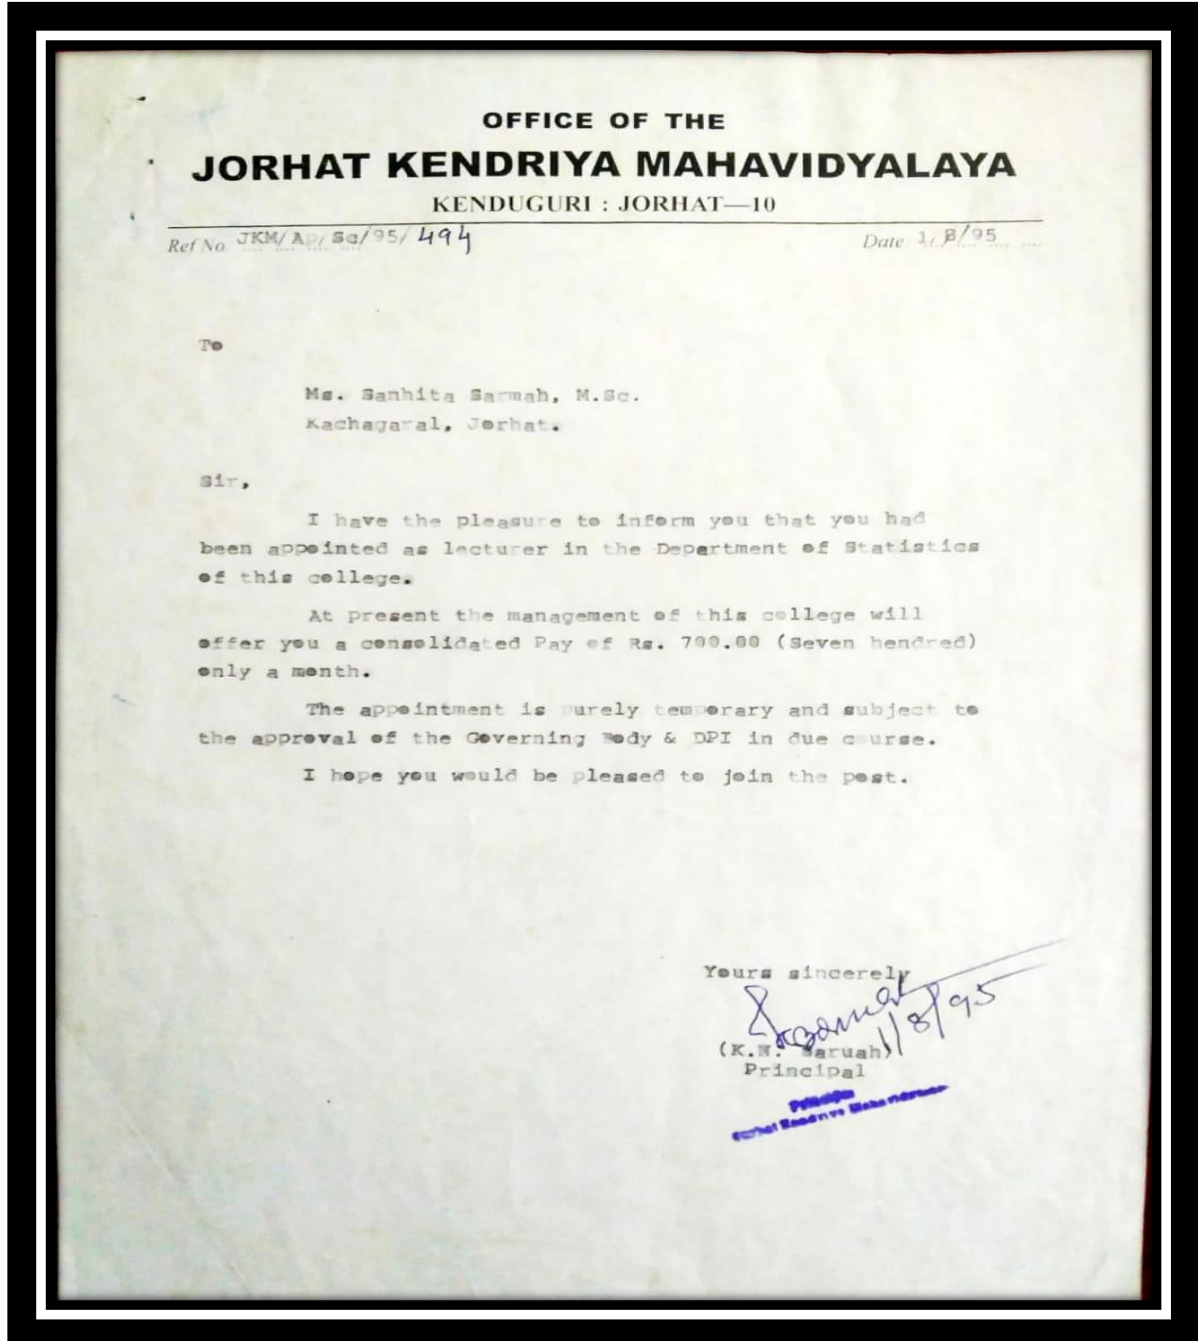 OFFICE OF THE
JORHAT KENDRIYA MAHAVIDYALAYA
KENDUGURI : JORHAT—10
Ref No JKM/Ap/Sc/95/494 Date 1/8/95
To
Ms. Sanhita Sarmah, M.Sc.
Kachagaral, Jorhat.
Sir,
I have the pleasure to inform you that you had
been appointed as lecturer in the Department of Statistics
of this college.
At present the management of this college will
offer you a consolidated Pay of Rs. 700.00 (Seven hendred)
only a month.
The appointment is purely temporary and subject to
the approval of the Governing Body & DPI in due course.
I hope you would be pleased to join the post.
Yours sincerely
1/8/95
(K.N. Baruah)
Principal
Principal
Jorhat Kendriya Mahavidyalaya